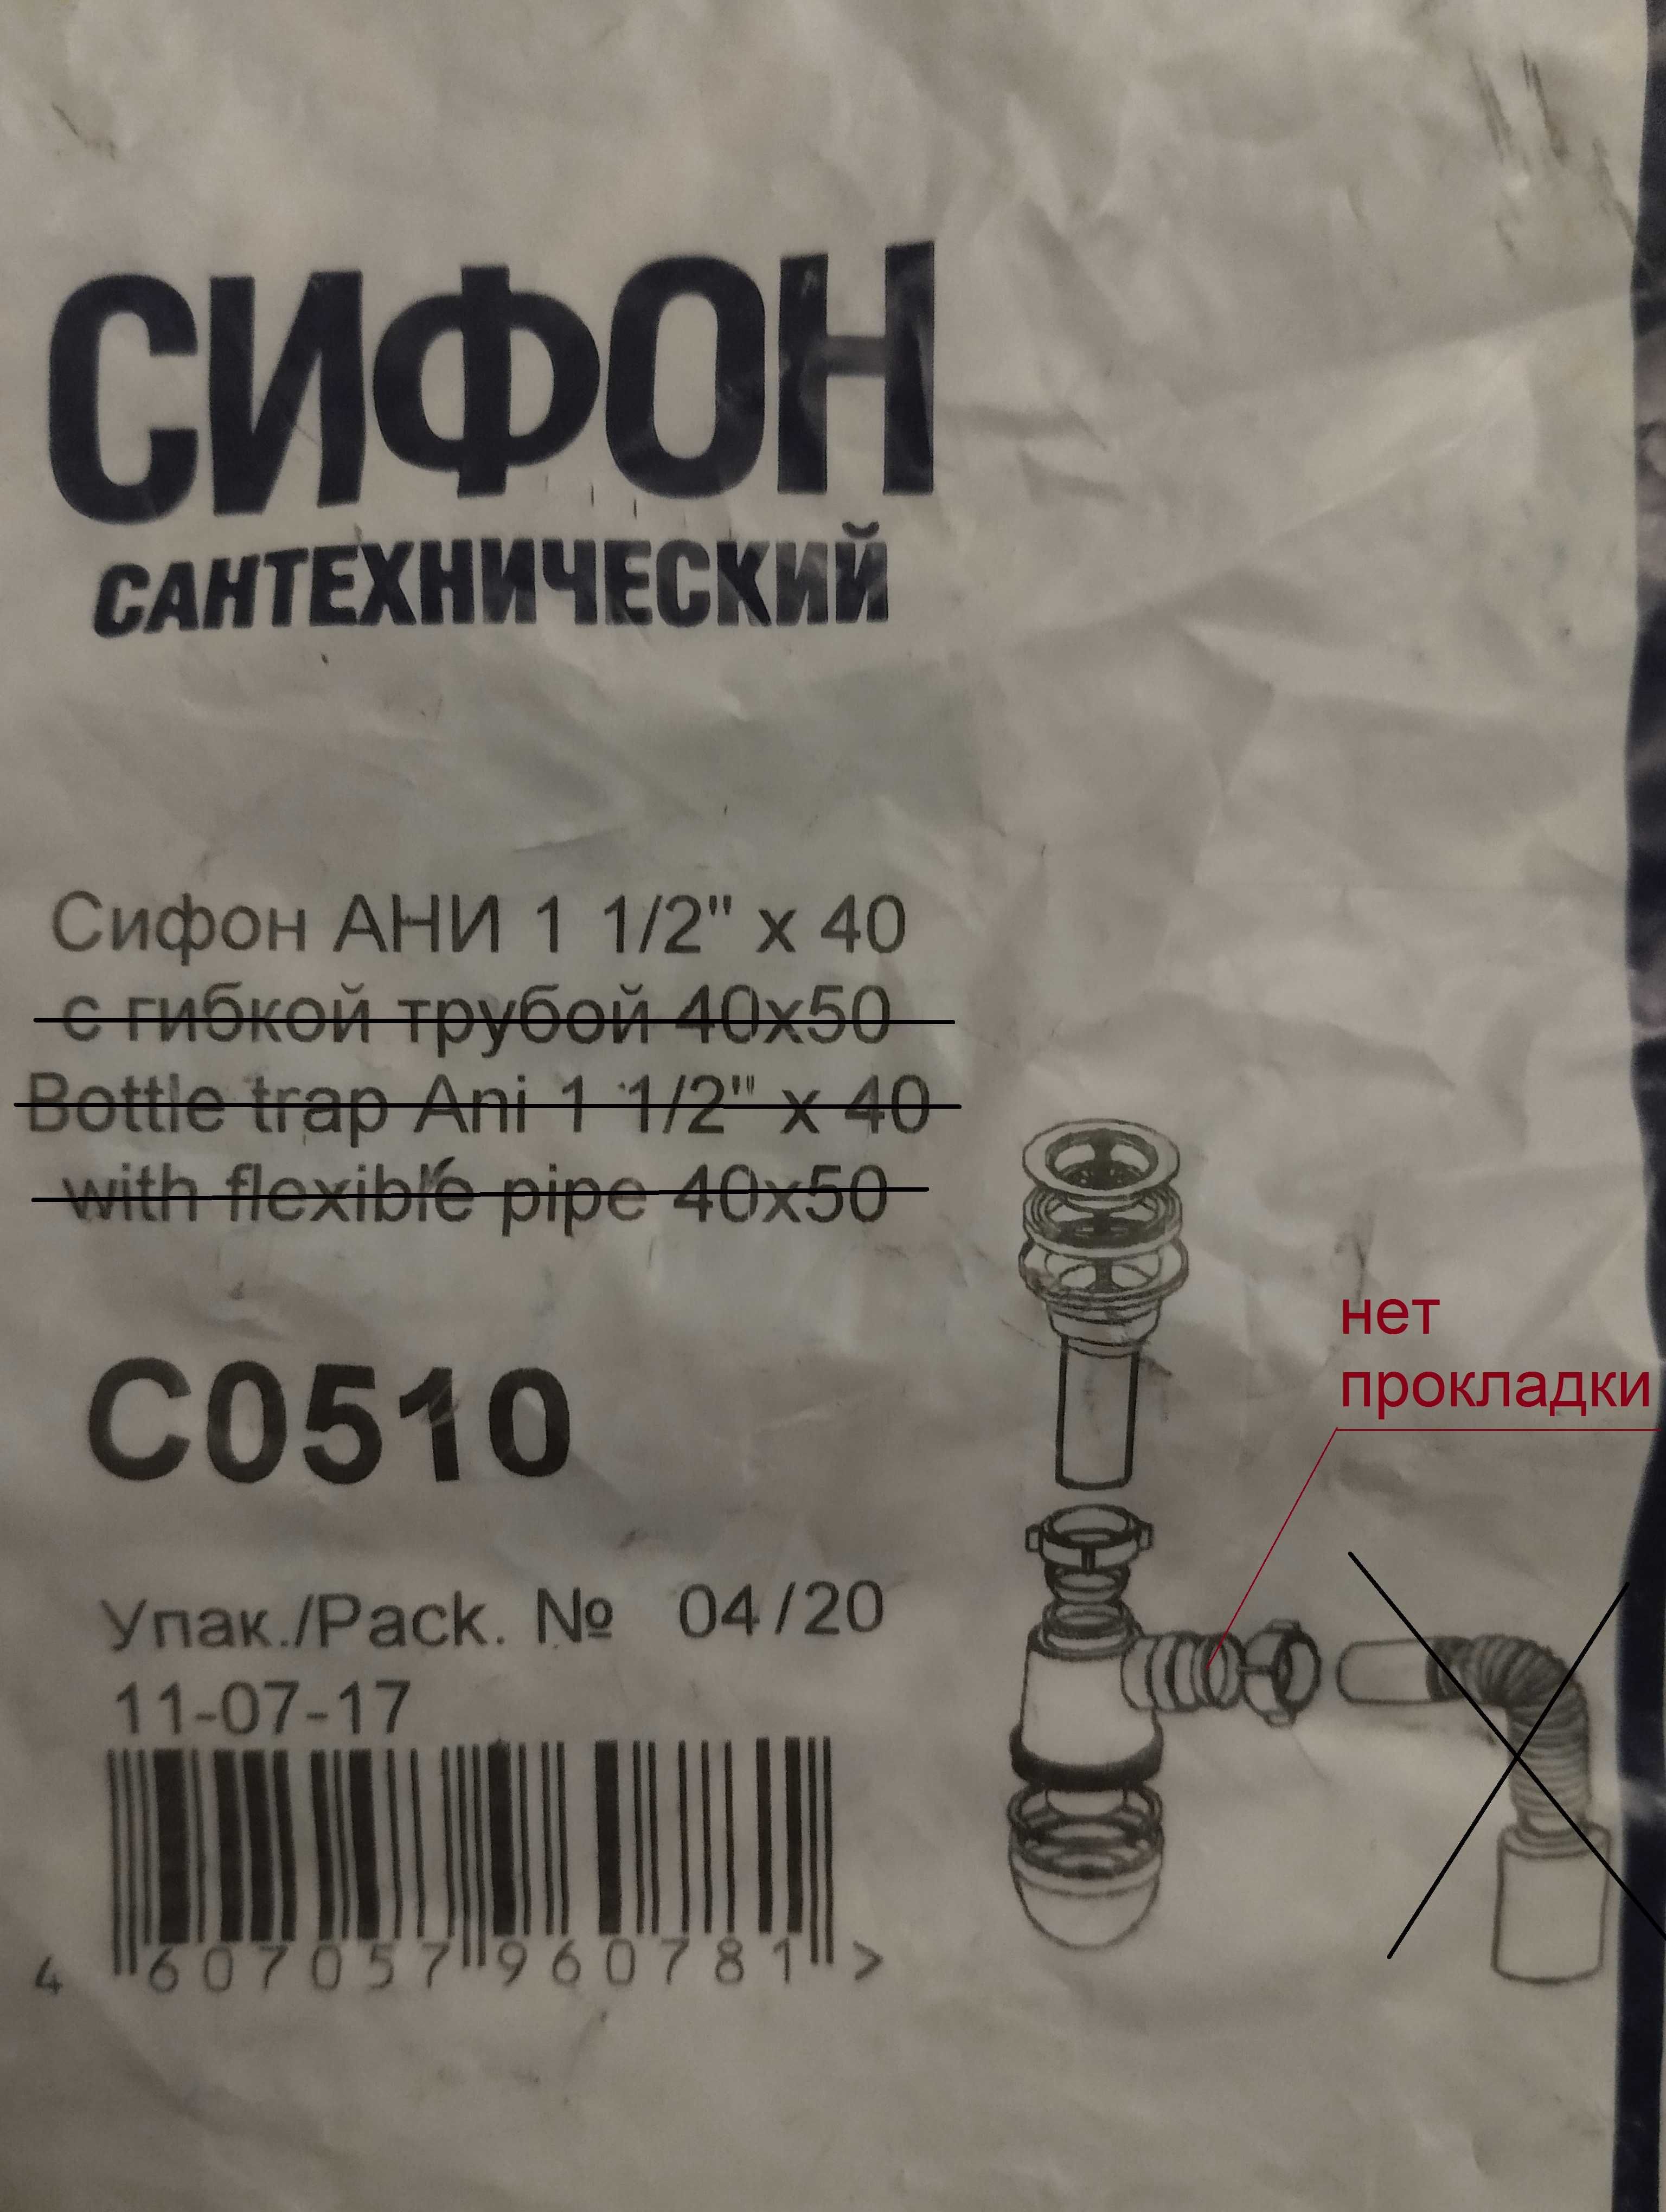 СИФОН
САНТЕХНИЧЕСКИЙ
Сифон АНИ 1 1/2" x 40
с гибкой трубой 40x50
Bottle trap Ani 1 1/2" x 40
with flexible pipe 40x50
нет
прокладки
C0510
Упак./Pack. № 04/20
11-07-17
4 607057 960781 >